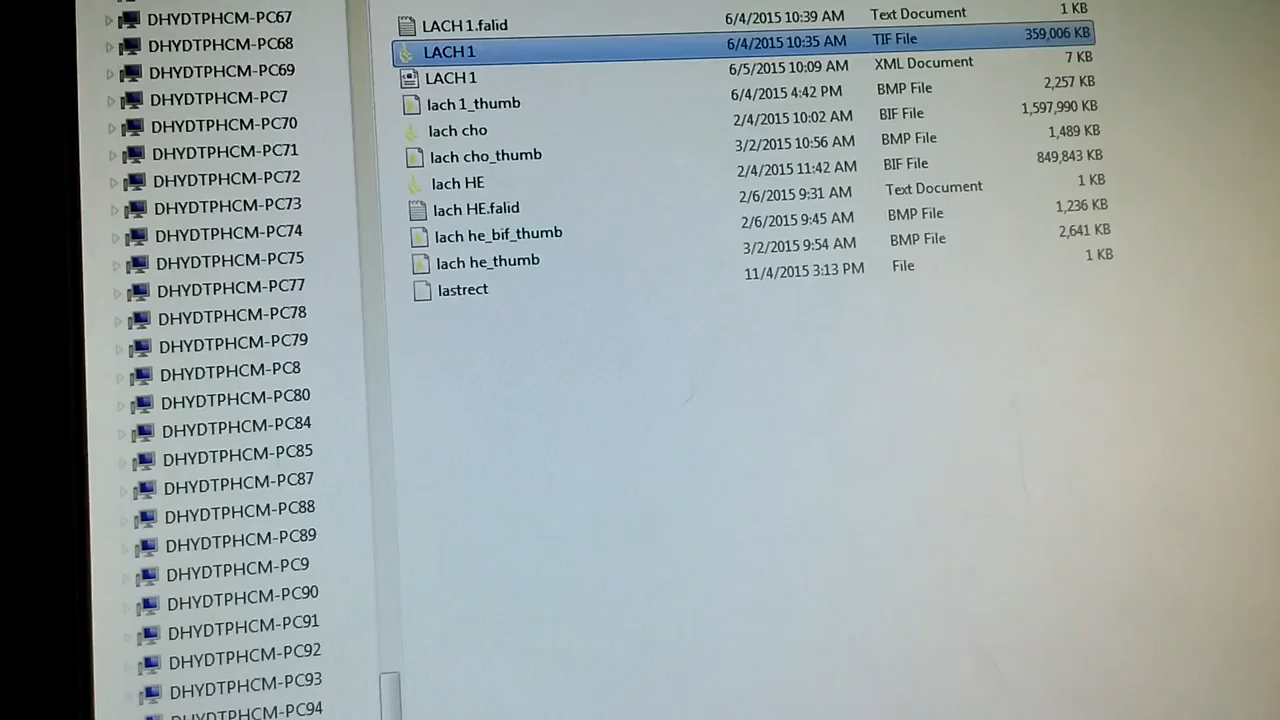 DHYDTPHCM-PC67
DHYDTPHCM-PC68
DHYDTPHCM-PC69
DHYDTPHCM-PC7
DHYDTPHCM-PC70
DHYDTPHCM-PC71
DHYDTPHCM-PC72
DHYDTPHCM-PC73
DHYDTPHCM-PC74
DHYDTPHCM-PC75
DHYDTPHCM-PC77
DHYDTPHCM-PC78
DHYDTPHCM-PC79
DHYDTPHCM-PC8
DHYDTPHCM-PC80
DHYDTPHCM-PC84
DHYDTPHCM-PC85
DHYDTPHCM-PC87
DHYDTPHCM-PC88
DHYDTPHCM-PC89
DHYDTPHCM-PC9
DHYDTPHCM-PC90
DHYDTPHCM-PC91
DHYDTPHCM-PC92
DHYDTPHCM-PC93
DHYDTPHCM-PC94
LACH 1.falid 6/4/2015 10:39 AM Text Document 1 KB
LACH 1 6/4/2015 10:35 AM TIF File 359,006 KB
LACH 1 6/5/2015 10:09 AM XML Document 7 KB
lach 1_thumb 6/4/2015 4:42 PM BMP File 2,257 KB
lach cho 2/4/2015 10:02 AM BIF File 1,597,990 KB
lach cho_thumb 3/2/2015 10:56 AM BMP File 1,489 KB
lach HE 2/4/2015 11:42 AM BIF File 849,843 KB
lach HE.falid 2/6/2015 9:31 AM Text Document 1 KB
lach he_bif_thumb 2/6/2015 9:45 AM BMP File 1,236 KB
lach he_thumb 3/2/2015 9:54 AM BMP File 2,641 KB
lastrect 11/4/2015 3:13 PM File 1 KB